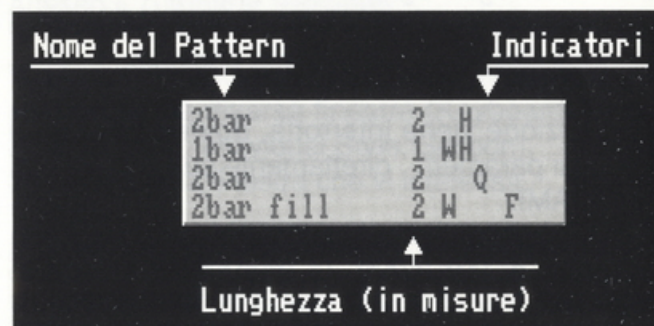 Nome del Pattern Indicatori
2bar 2 H
1bar 1 WH
2bar 2 Q
2bar fill 2 W F
Lunghezza (in misure)